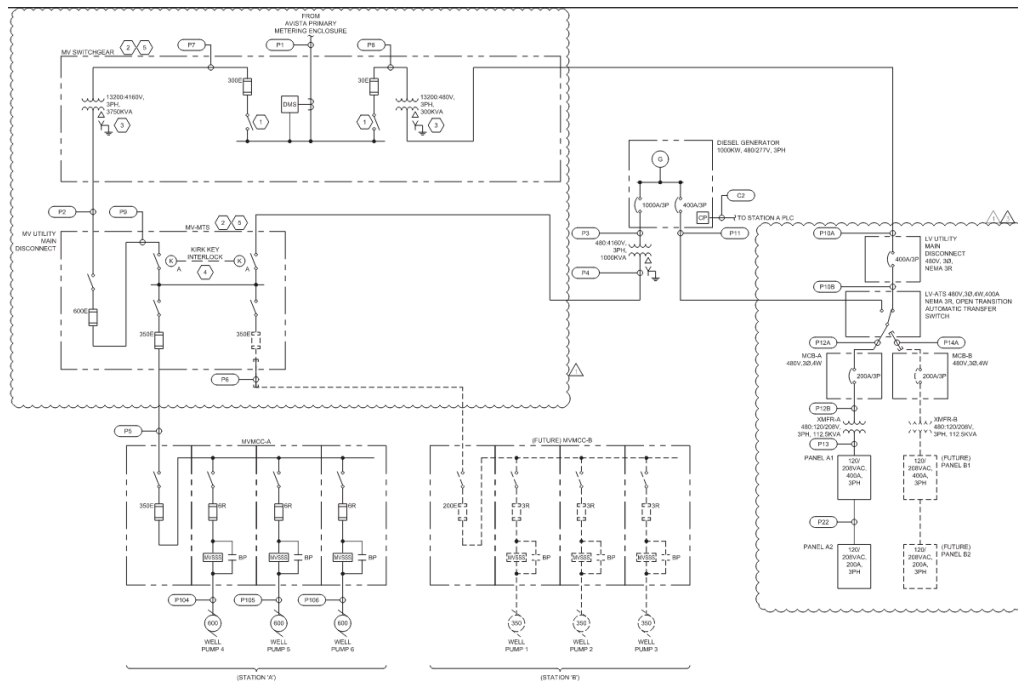 FROM
AVISTA PRIMARY
METERING ENCLOSURE
P7
P1
P8
MV SWITCHGEAR
2
5
300E
30E
13200:4160V,
3PH,
3750KVA
3
DMS
1
1
13200:480V,
3PH,
300KVA
3
DIESEL GENERATOR
1000KW, 480/277V, 3PH
G
1000A/3P
400A/3P
CP
C2
TO STATION A PLC
P2
P9
MV UTILITY
MAIN
DISCONNECT
MV-MTS
2
5
KIRK KEY
INTERLOCK
K
A
4
K
A
600E
350E
350E
P6
P3
P11
480:4160V,
3PH,
1000KVA
P4
1
1
P10A
LV UTILITY
MAIN
DISCONNECT
480V, 3Ø,
NEMA 3R
400A/3P
P10B
LV-ATS 480V,3Ø,4W,400A
NEMA 3R, OPEN TRANSITION
AUTOMATIC TRANSFER
SWITCH
P12A
P14A
MCB-A
480V,3Ø,4W
MCB-B
480V,3Ø,4W
200A/3P
200A/3P
P12B
XMFR-A
480:120/208V,
3PH, 112.5KVA
XMFR-B
480:120/208V,
3PH, 112.5KVA
P13
PANEL A1
120/
208VAC,
400A,
3PH
120/
208VAC,
400A,
3PH
(FUTURE)
PANEL B1
P22
PANEL A2
120/
208VAC,
200A,
3PH
120/
208VAC,
200A,
3PH
(FUTURE)
PANEL B2
P5
MVMCC-A
350E
6R
6R
6R
MVSSS
BP
MVSSS
BP
MVSSS
BP
P104
P105
P106
600
600
600
WELL
PUMP 4
WELL
PUMP 5
WELL
PUMP 6
(STATION 'A')
(FUTURE) MVMCC-B
200E
3R
3R
3R
MVSSS
BP
MVSSS
BP
MVSSS
BP
350
350
350
WELL
PUMP 1
WELL
PUMP 2
WELL
PUMP 3
(STATION 'B')